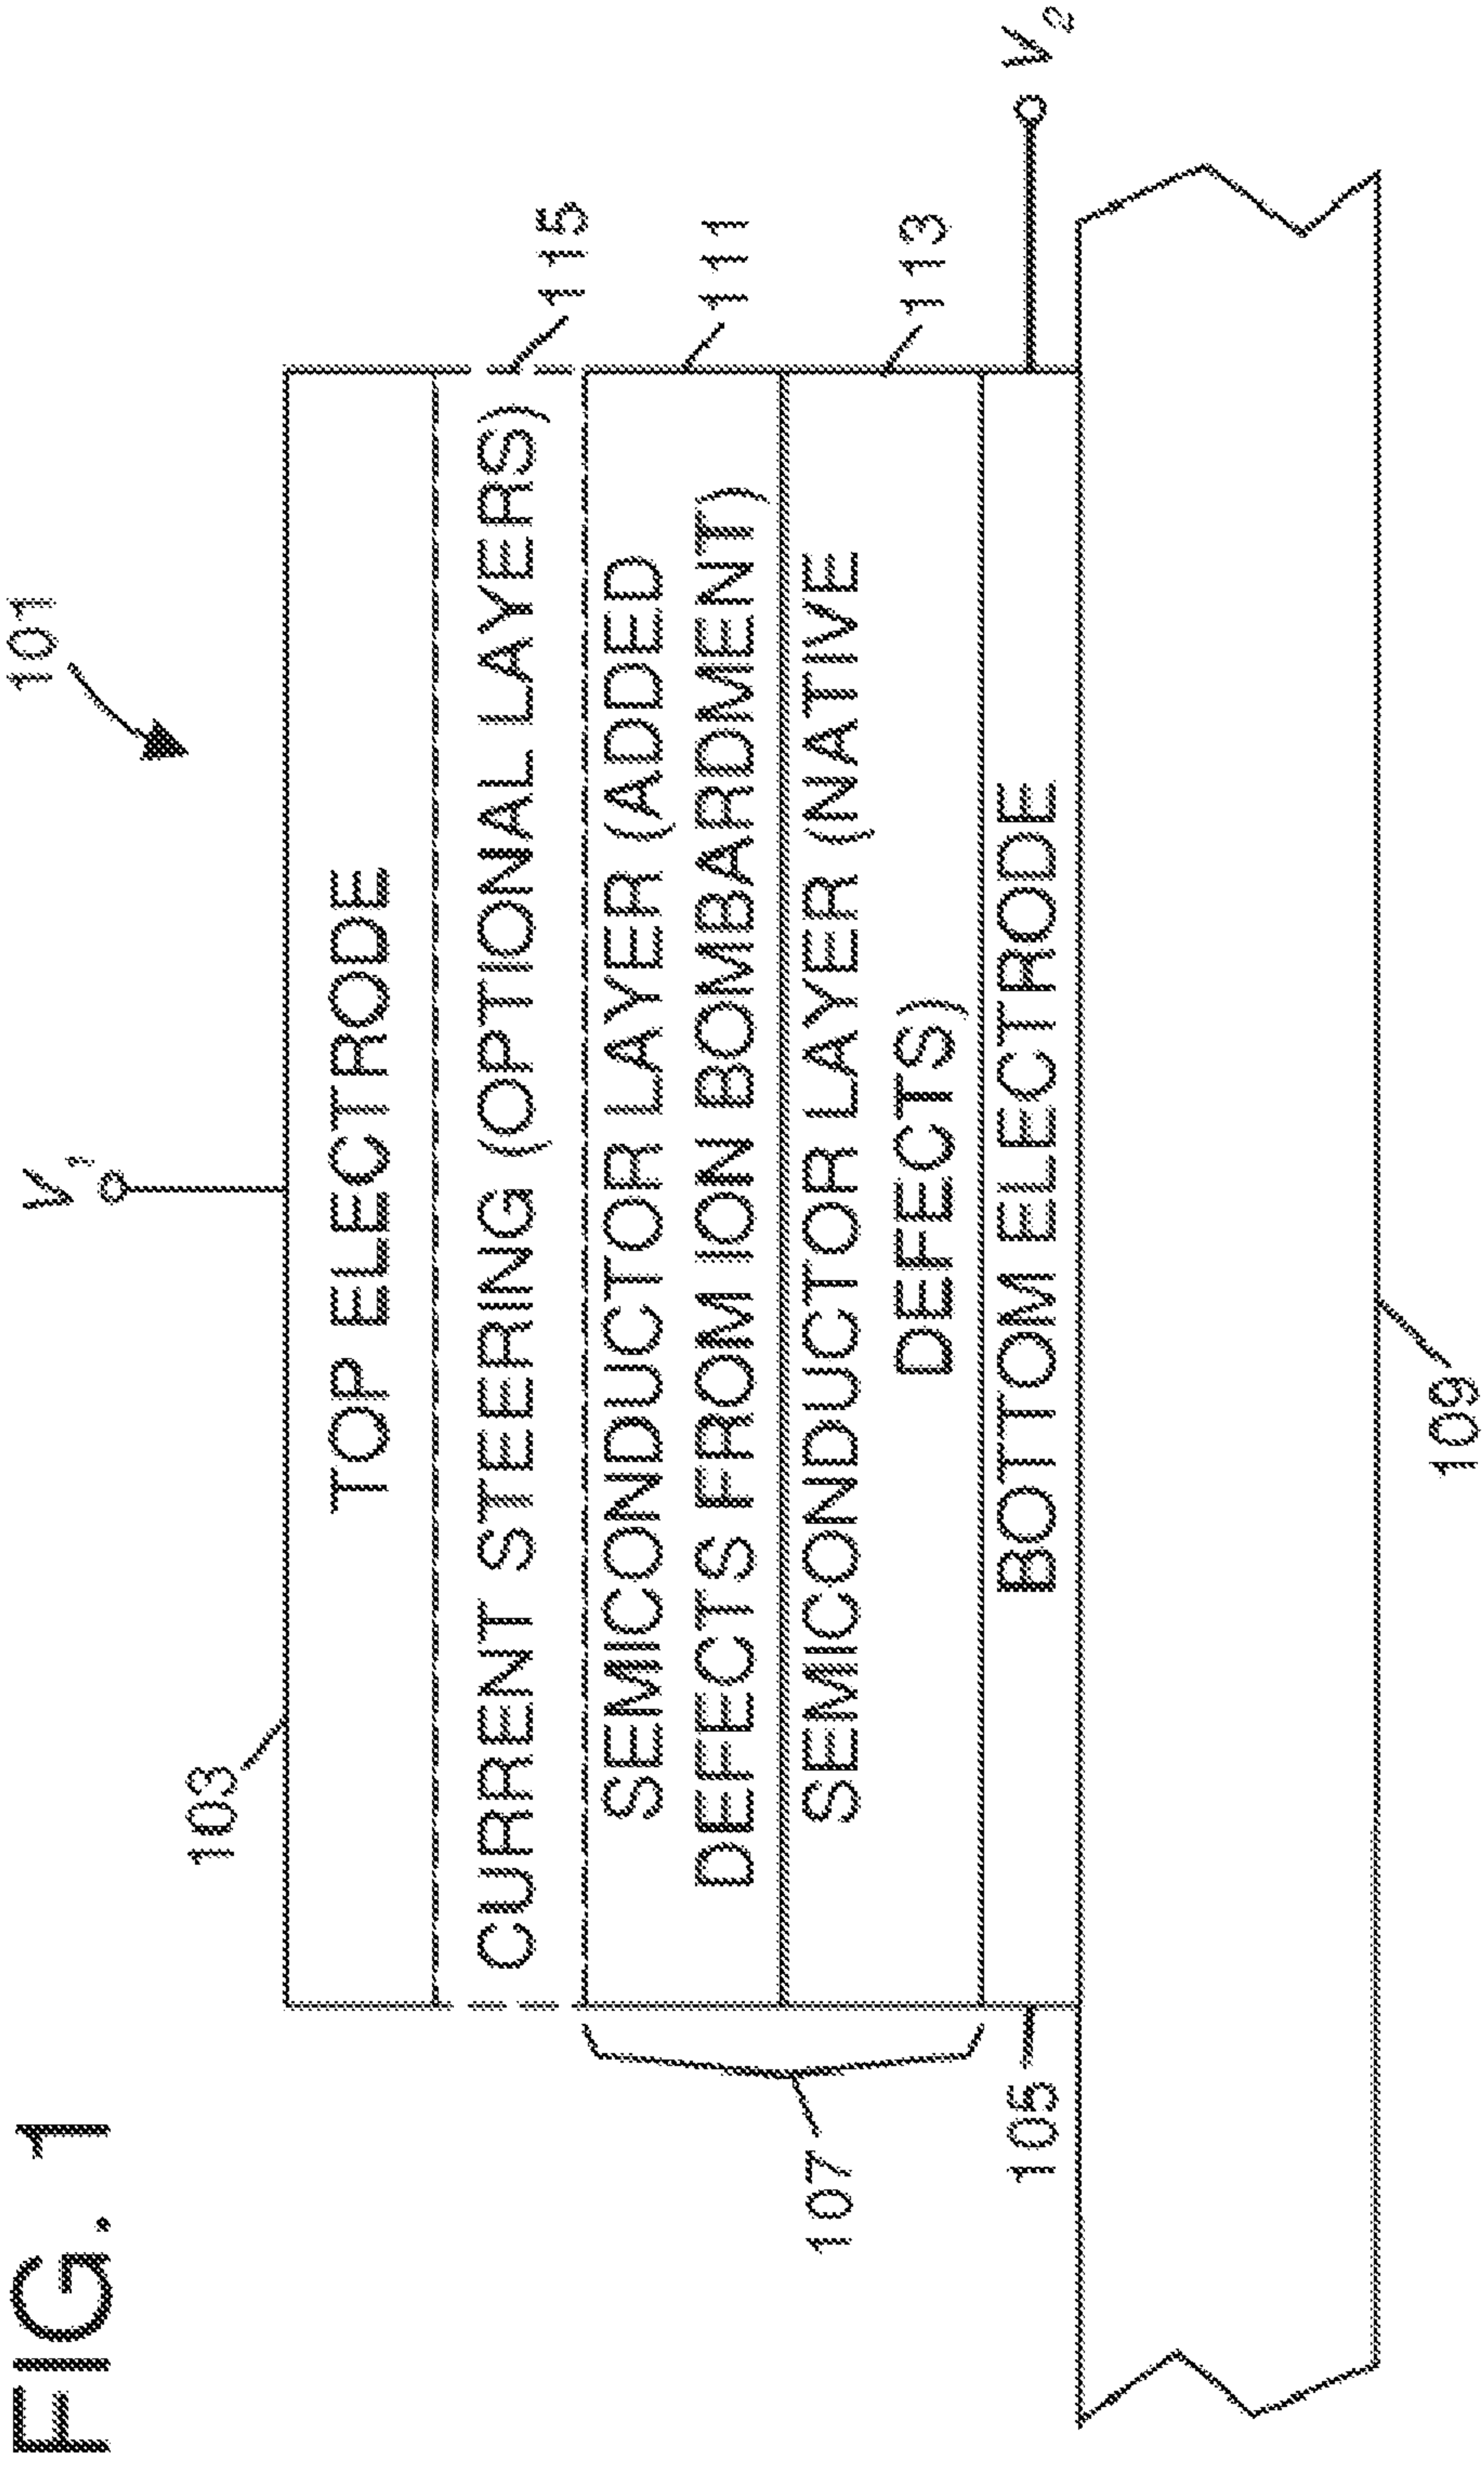 FIG. 1
101
V1
103
TOP ELECTRODE
CURRENT STEERING (OPTIONAL LAYERS)
115
SEMICONDUCTOR LAYER (ADDED
DEFECTS FROM ION BOMBARDMENT)
111
107
SEMICONDUCTOR LAYER (NATIVE
DEFECTS)
113
BOTTOM ELECTRODE
105
V2
109